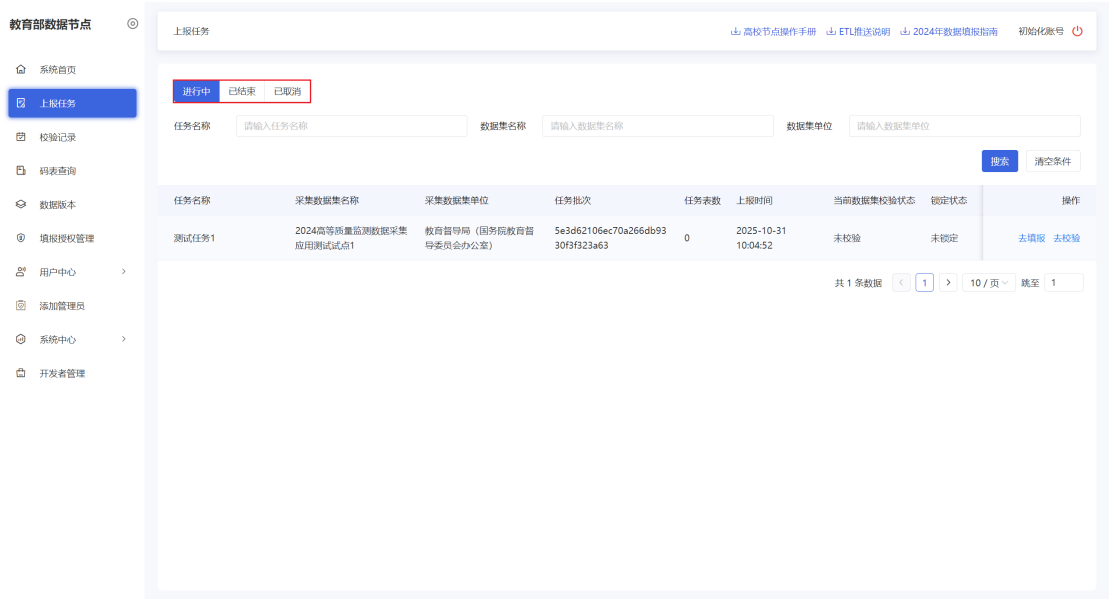 教育部数据节点
系统首页
上报任务
校验记录
码表查询
数据版本
填报授权管理
用户中心
添加管理员
系统中心
开发者管理
上报任务
高校节点操作手册 ETL推送说明 2024年数据填报指南 初始化账号
进行中 已结束 已取消
任务名称 请输入任务名称 数据集名称 请输入数据集名称 数据集单位 请输入数据集单位
搜索 清空条件
任务名称 采集数据集名称 采集数据集单位 任务批次 任务表数 上报时间 当前数据集校验状态 锁定状态 操作
测试任务1
2024高等质量监测数据采集
应用测试试点1
教育督导局（国务院教育督
导委员会办公室）
5e3d62106ec70a266db93
30f3f323a63
0
2025-10-31
10:04:52
未校验
未锁定
去填报 去校验
共 1 条数据 < 1 > 10 / 页 跳至 1